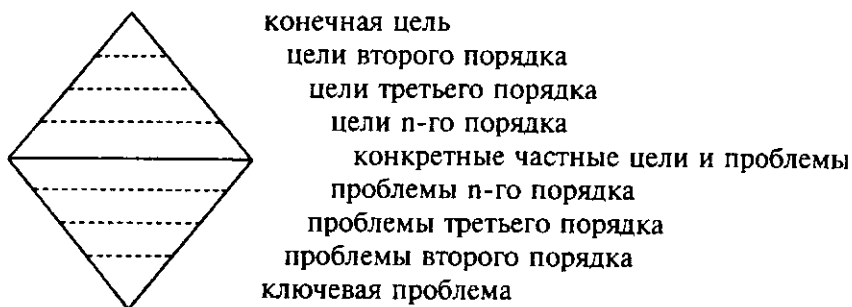 конечная цель
цели второго порядка
цели третьего порядка
цели n-го порядка
конкретные частные цели и проблемы
проблемы n-го порядка
проблемы третьего порядка
проблемы второго порядка
ключевая проблема